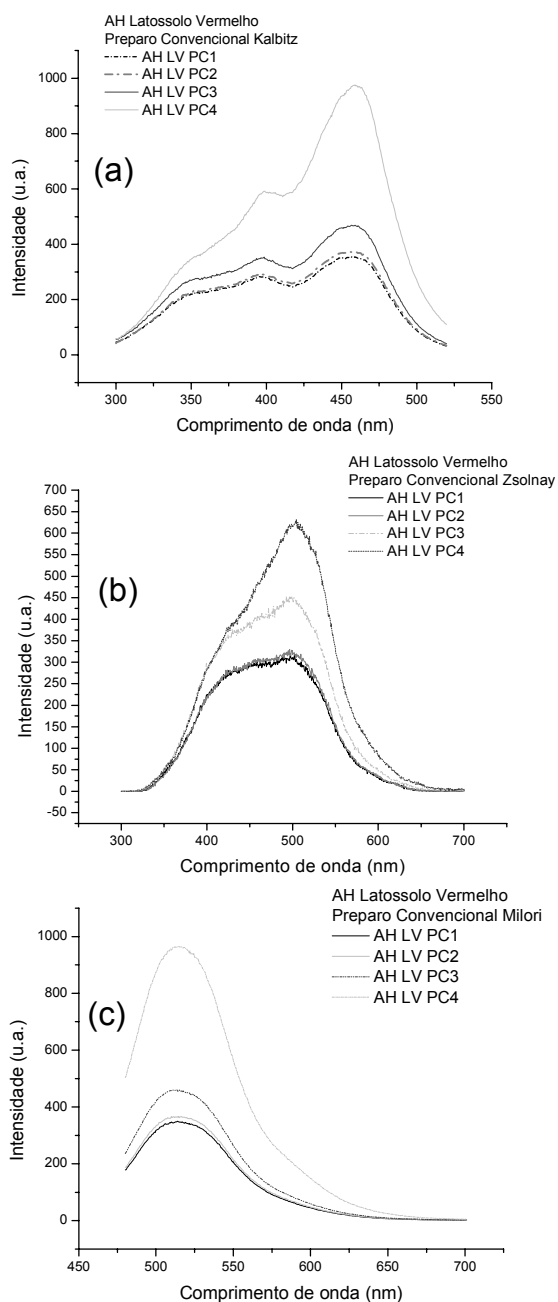 AH Latossolo Vermelho
Preparo Convencional Kalbitz
AH LV PC1
AH LV PC2
AH LV PC3
AH LV PC4
(a)
1000
800
600
400
200
0
Intensidade (u.a.)
300 350 400 450 500 550
Comprimento de onda (nm)
AH Latossolo Vermelho
Preparo Convencional Zsolnay
AH LV PC1
AH LV PC2
AH LV PC3
AH LV PC4
(b)
700
650
600
550
500
450
400
350
300
250
200
150
100
50
0
-50
Intensidade (u.a.)
300 400 500 600 700
Comprimento de onda (nm)
AH Latossolo Vermelho
Preparo Convencional Milori
AH LV PC1
AH LV PC2
AH LV PC3
AH LV PC4
(c)
1000
800
600
400
200
0
Intensidade (u.a.)
450 500 550 600 650 700
Comprimento de onda (nm)